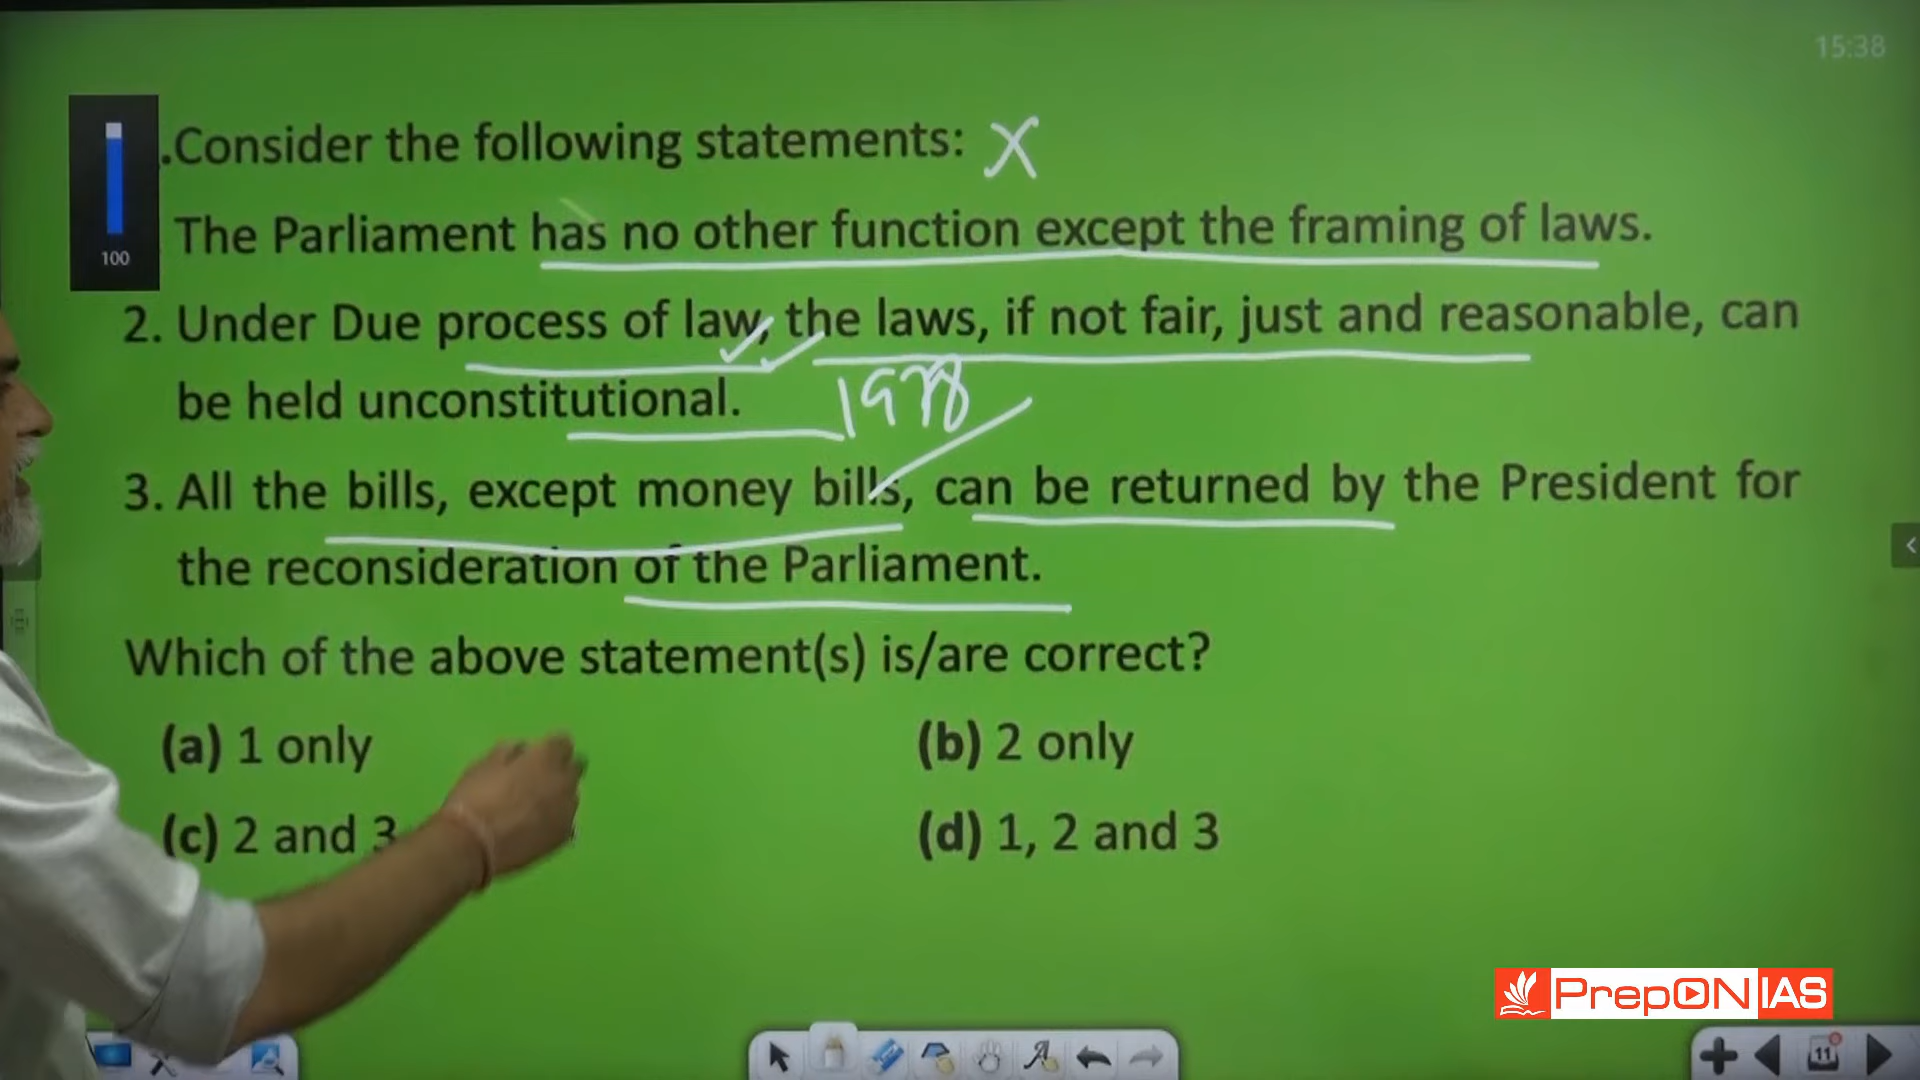 15:38
.Consider the following statements: X
100
The Parliament has no other function except the framing of laws.
2. Under Due process of law, the laws, if not fair, just and reasonable, can
be held unconstitutional. 1978
3. All the bills, except money bills, can be returned by the President for
the reconsideration of the Parliament.
Which of the above statement(s) is/are correct?
(a) 1 only (b) 2 only
(c) 2 and 3 (d) 1, 2 and 3
PrepON IAS
11